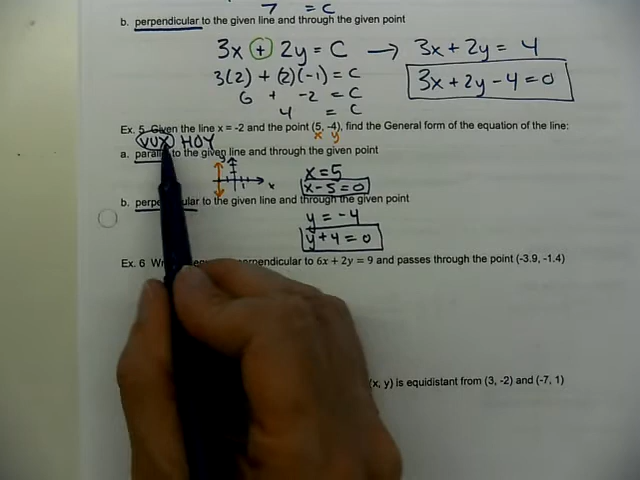 7 = C
b. perpendicular to the given line and through the given point
3x + 2y = C → 3x + 2y = 4
3(2) + (2)(-1) = C
3x + 2y - 4 = 0
6 + -2 = C
4 = C
Ex. 5 Given the line x = -2 and the point (5, -4), find the General form of the equation of the line:
x y
VUX HOY
a. to the given line and through the given point
y
x
x = 5
x - 5 = 0
b. to the given line and through the given point
y = -4
y + 4 = 0
Ex. 6 perpendicular to 6x + 2y = 9 and passes through the point (-3.9, -1.4)
(x, y) is equidistant from (3, -2) and (-7, 1)